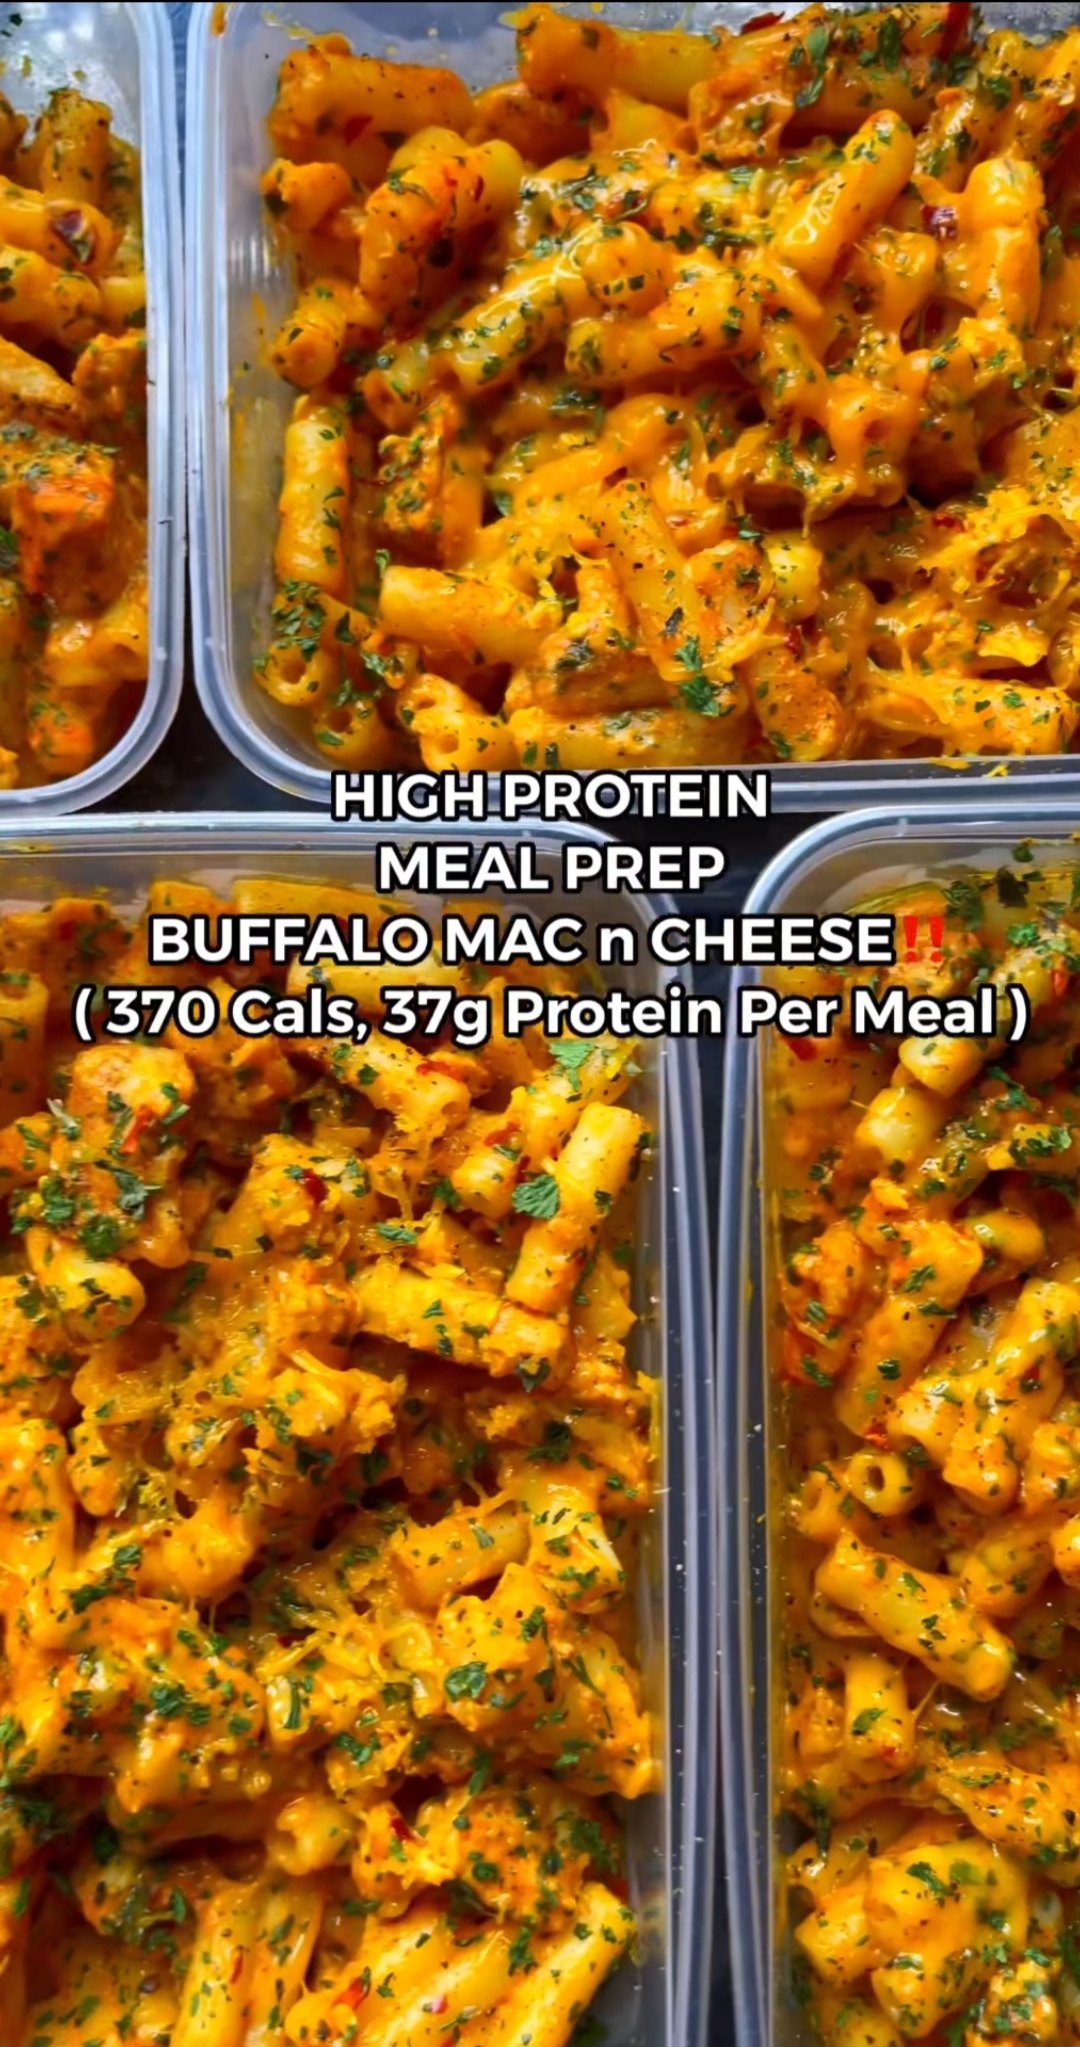 HIGH PROTEIN
MEAL PREP
BUFFALO MAC n CHEESE‼️
( 370 Cals, 37g Protein Per Meal )